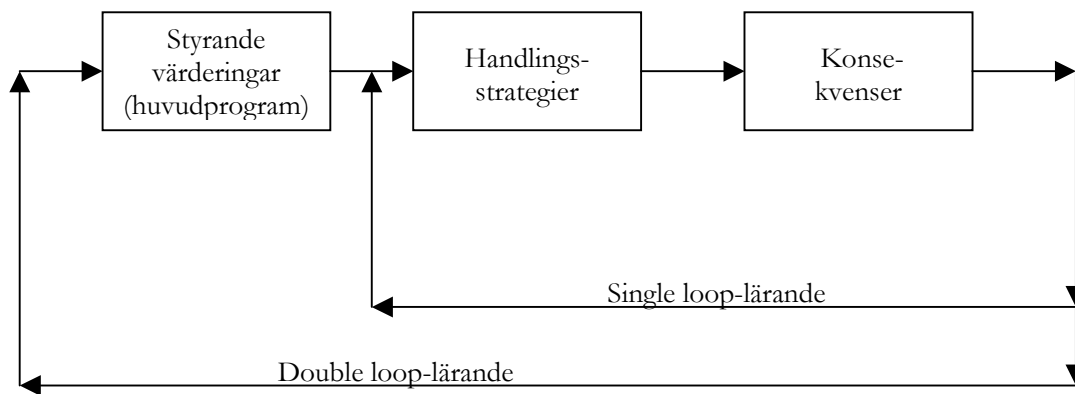 Styrande
värderingar
(huvudprogram)
Handlings-
strategier
Konse-
kvenser
Single loop-lärande
Double loop-lärande